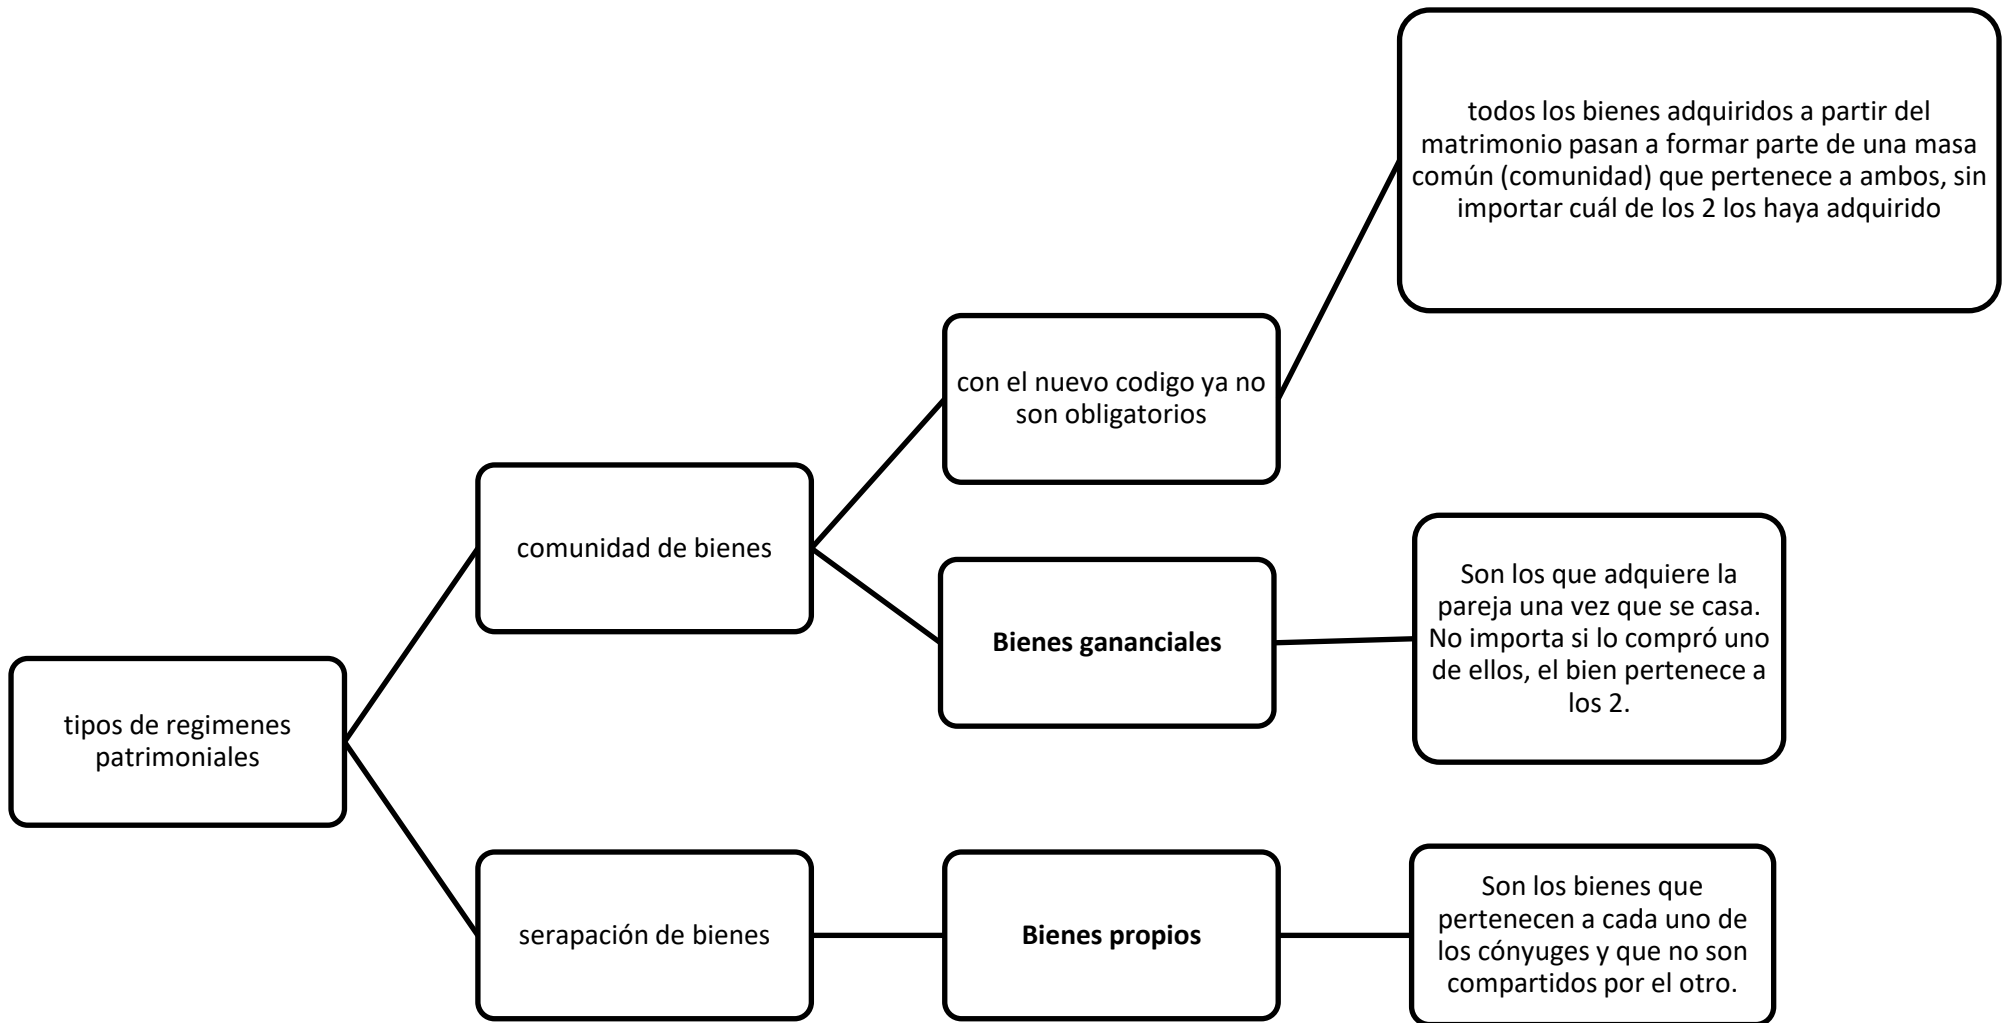 todos los bienes adquiridos a partir del
matrimonio pasan a formar parte de una masa
común (comunidad) que pertenece a ambos, sin
importar cuál de los 2 los haya adquirido
con el nuevo codigo ya no
son obligatorios
comunidad de bienes
Bienes gananciales
Son los que adquiere la
pareja una vez que se casa.
No importa si lo compró uno
de ellos, el bien pertenece a
los 2.
tipos de regimenes
patrimoniales
serapación de bienes
Bienes propios
Son los bienes que
pertenecen a cada uno de
los cónyuges y que no son
compartidos por el otro.